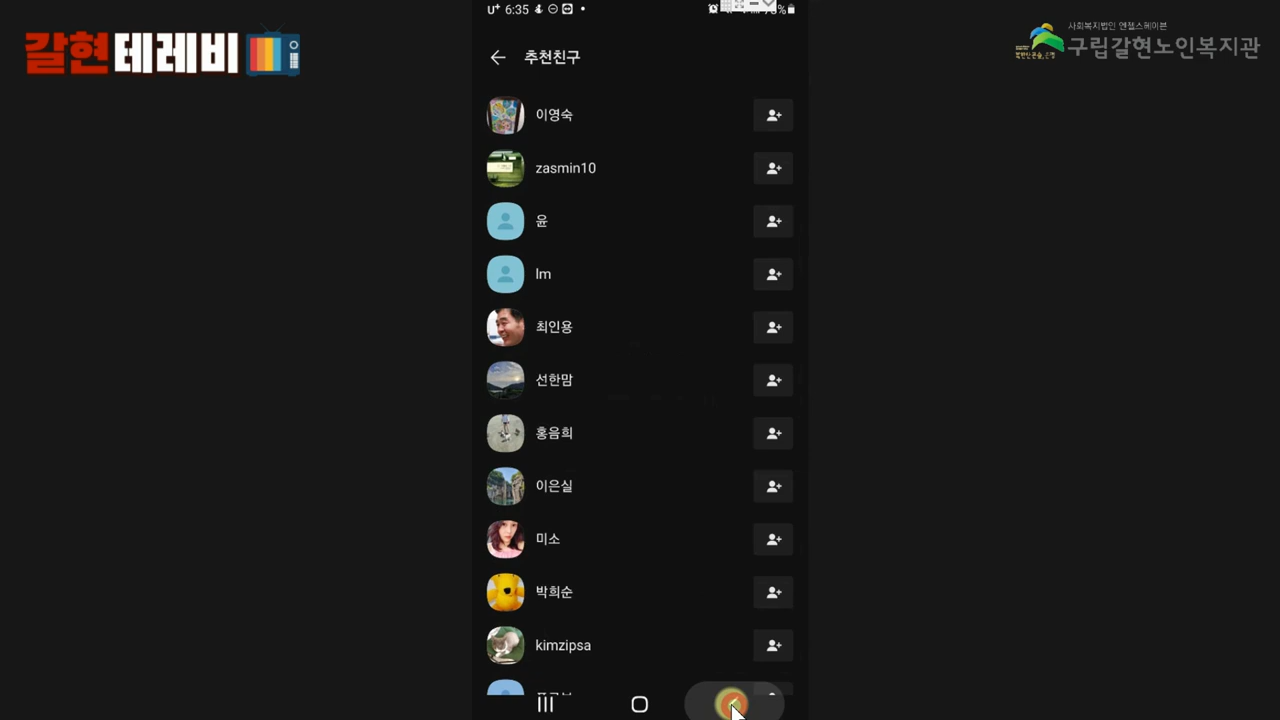 갈현테레비
U+ 6:35
사회복지법인 엔젤스헤이븐
구립갈현노인복지관
추천친구
이영숙
zasmin10
윤
lm
최인용
선한맘
홍음희
이은실
미소
박희순
kimzipsa